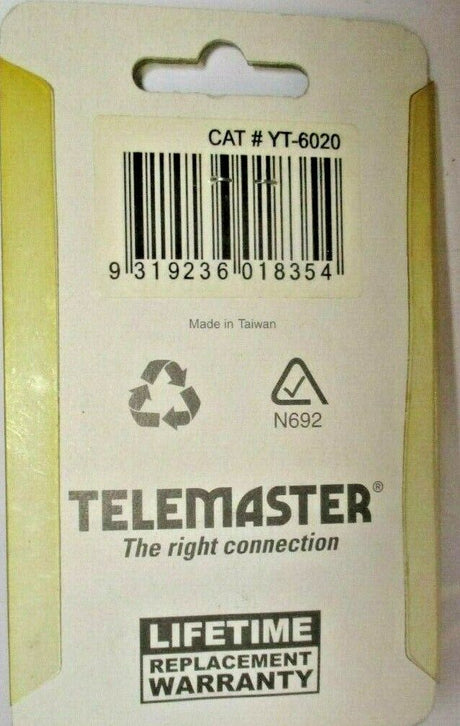 CAT # YT-6020
9 319236 018354
Made in Taiwan
N692
TELEMASTER®
The right connection
LIFETIME
REPLACEMENT
WARRANTY